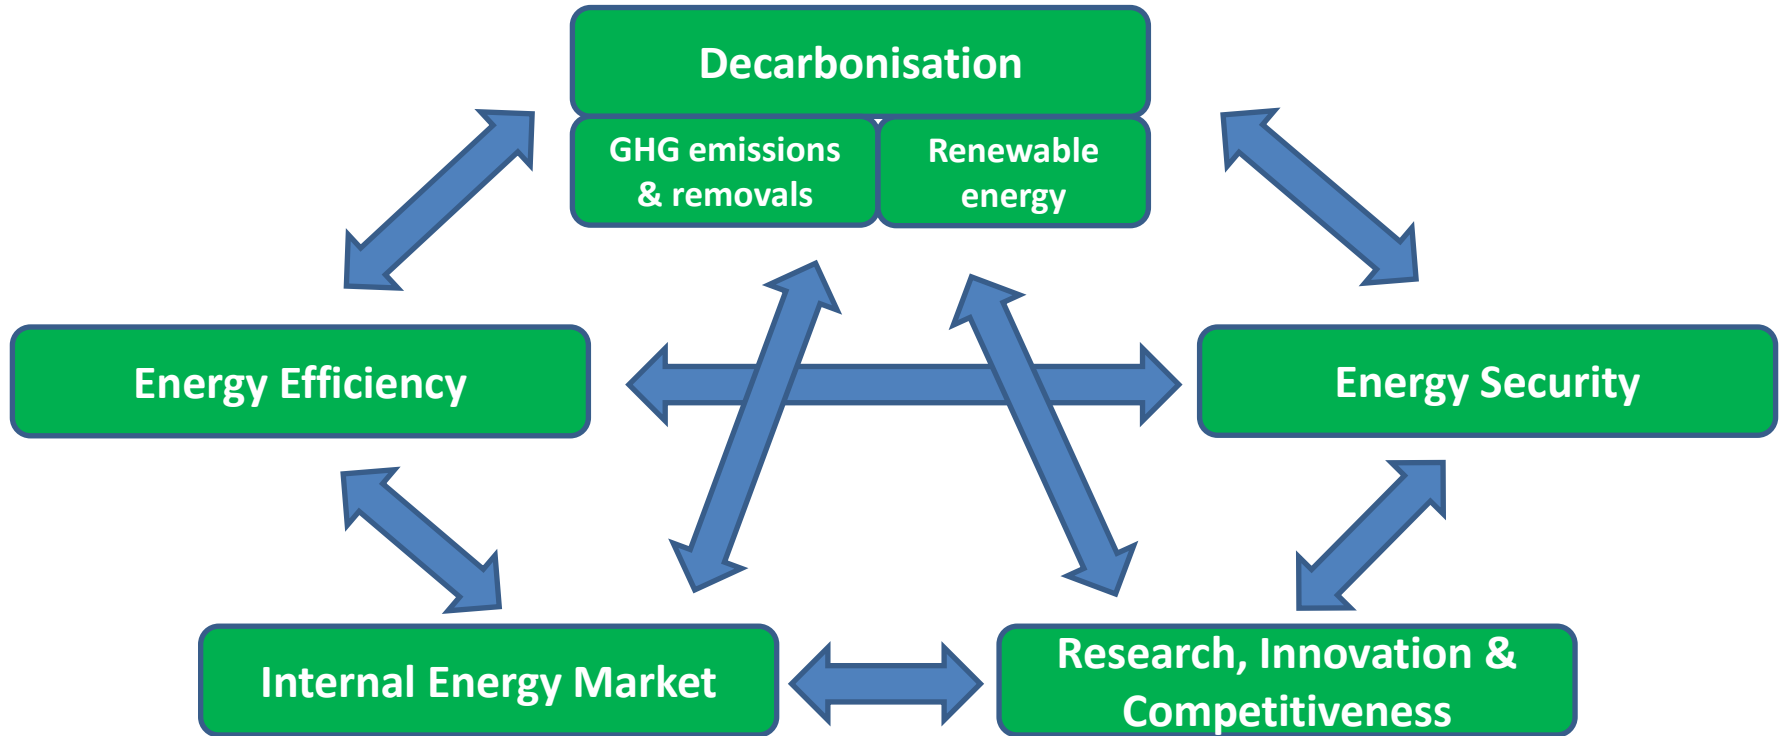 Decarbonisation
GHG emissions
& removals
Renewable
energy
Energy Efficiency
Energy Security
Internal Energy Market
Research, Innovation &
Competitiveness